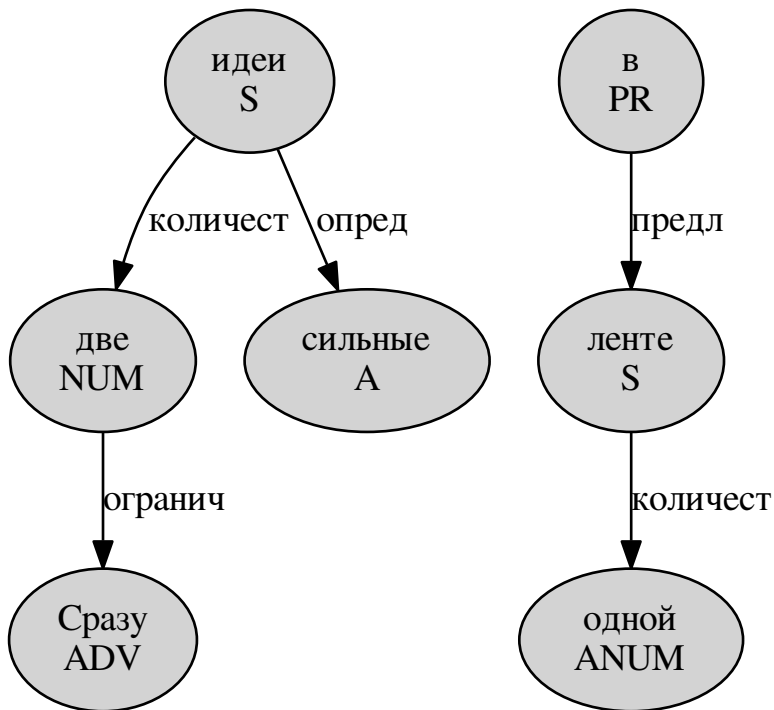 идеи
S
в
PR
количест
опред
предл
две
NUM
сильные
A
ленте
S
огранич
количест
Сразу
ADV
одной
ANUM